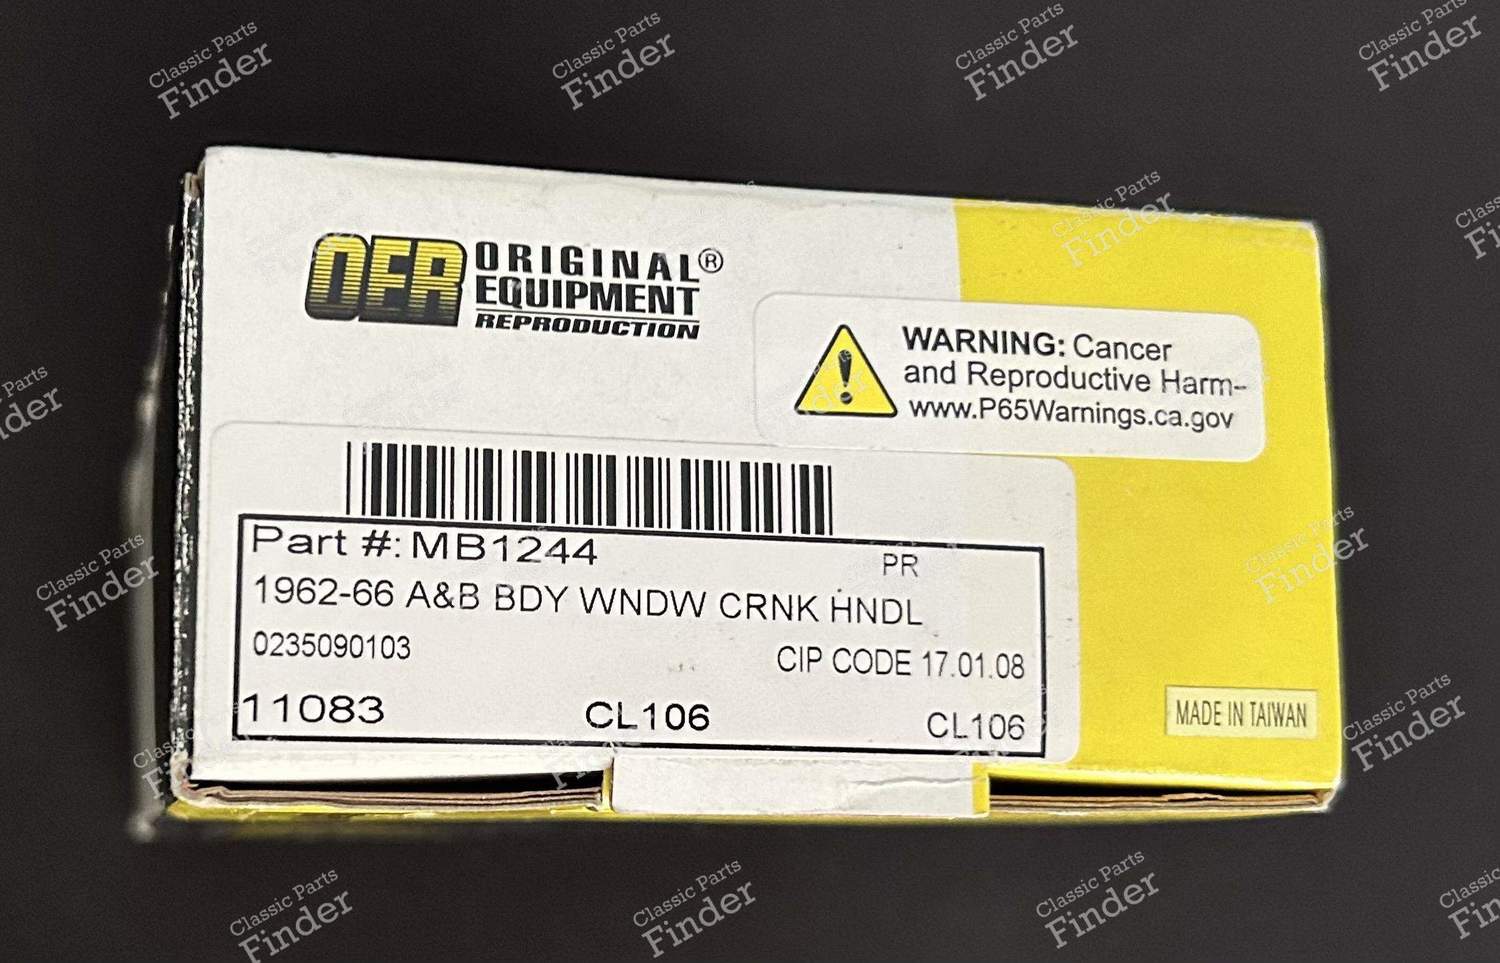 OER ORIGINAL®
EQUIPMENT
REPRODUCTION
WARNING: Cancer
and Reproductive Harm-
www.P65Warnings.ca.gov
Part #: MB1244
PR
1962-66 A&B BDY WNDW CRNK HNDL
0235090103
CIP CODE 17.01.08
11083 CL106 CL106
MADE IN TAIWAN
Classic Parts
Finder